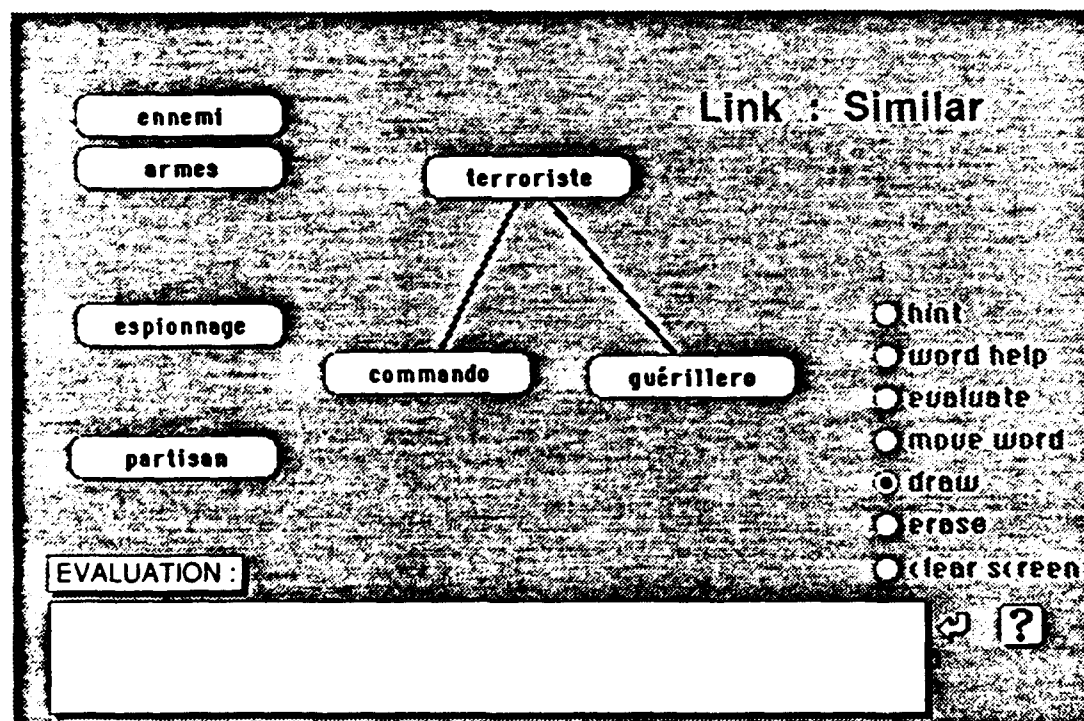 Link : Similar
ennemi
armes
terroriste
espionnage
commando
guérillero
partisan
hint
word help
evaluate
move word
draw
erase
clear screen
EVALUATION :
?